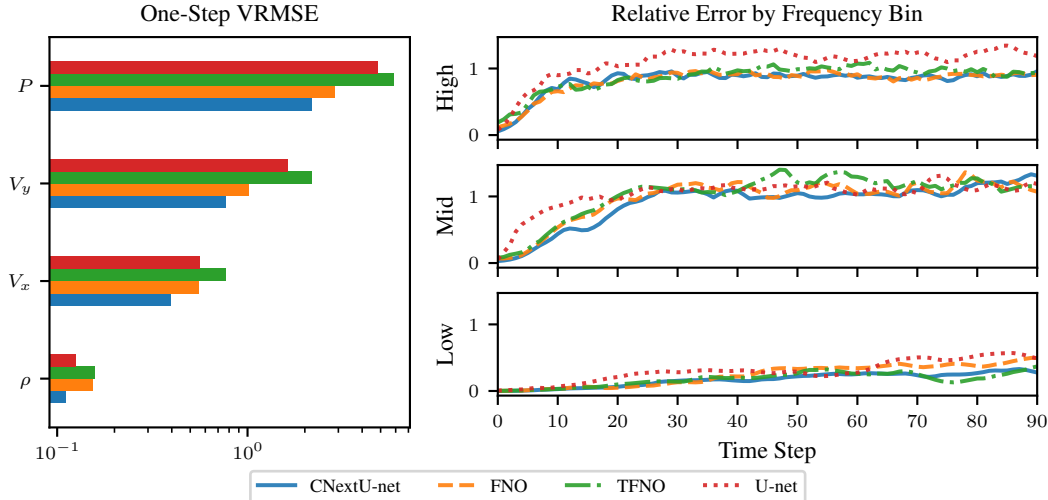 One-Step VRMSE
P
V_y
V_x
ρ
10^{-1}
10^0
Relative Error by Frequency Bin
High
1
0
Mid
1
0
Low
1
0
0 10 20 30 40 50 60 70 80 90
Time Step
CNextU-net FNO TFNO U-net